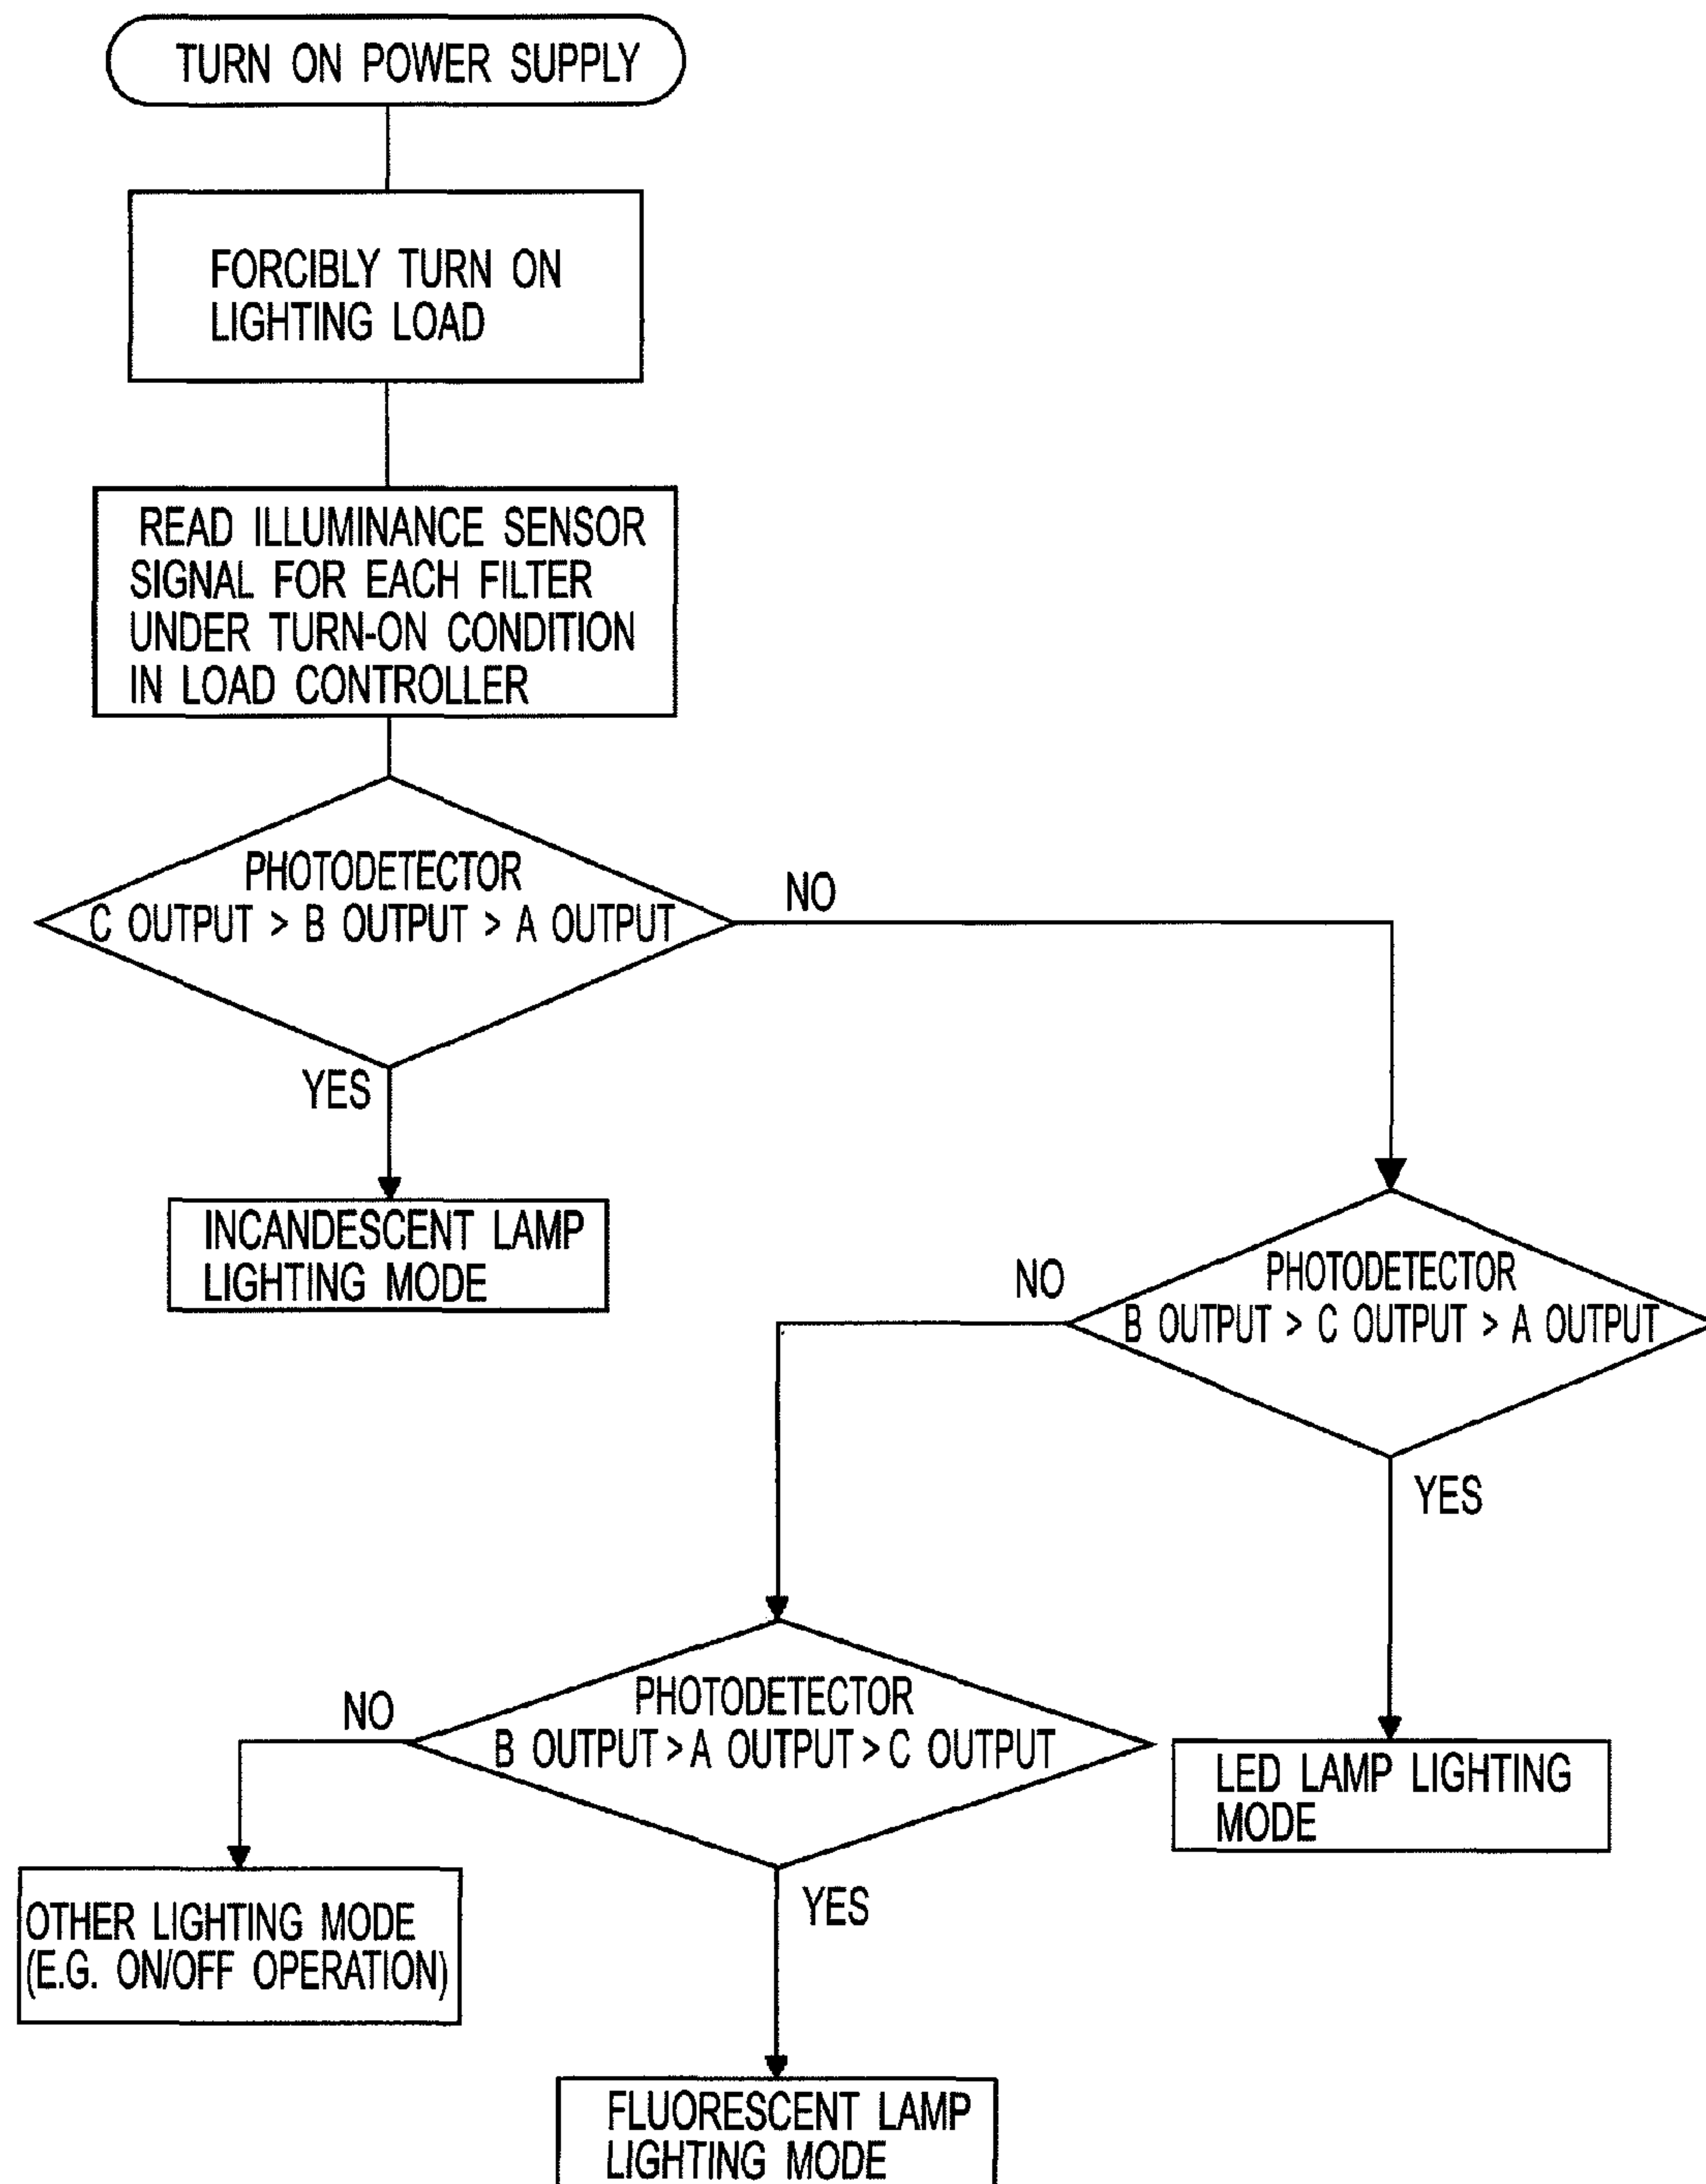 TURN ON POWER SUPPLY
FORCIBLY TURN ON
LIGHTING LOAD
READ ILLUMINANCE SENSOR
SIGNAL FOR EACH FILTER
UNDER TURN-ON CONDITION
IN LOAD CONTROLLER
PHOTODETECTOR
C OUTPUT > B OUTPUT > A OUTPUT
NO
YES
INCANDESCENT LAMP
LIGHTING MODE
PHOTODETECTOR
B OUTPUT > C OUTPUT > A OUTPUT
NO
YES
PHOTODETECTOR
B OUTPUT > A OUTPUT > C OUTPUT
NO
LED LAMP LIGHTING
MODE
YES
OTHER LIGHTING MODE
(E.G. ON/OFF OPERATION)
FLUORESCENT LAMP
LIGHTING MODE